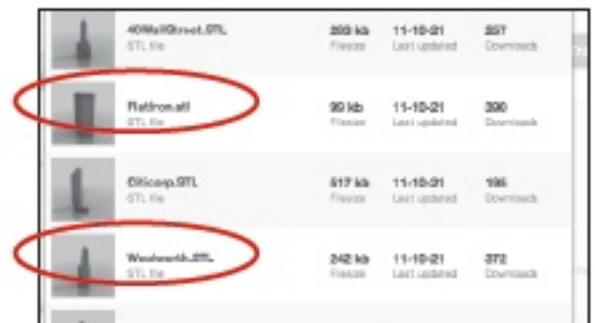 40WallStreet.STL 283 kb 11-10-21 257
STL file Filesize Last updated Downloads
FlatIron.stl 99 kb 11-10-21 390
STL file Filesize Last updated Downloads
Citicorp.STL 517 kb 11-10-21 195
STL file Filesize Last updated Downloads
Woolworth.STL 242 kb 11-10-21 372
STL file Filesize Last updated Downloads